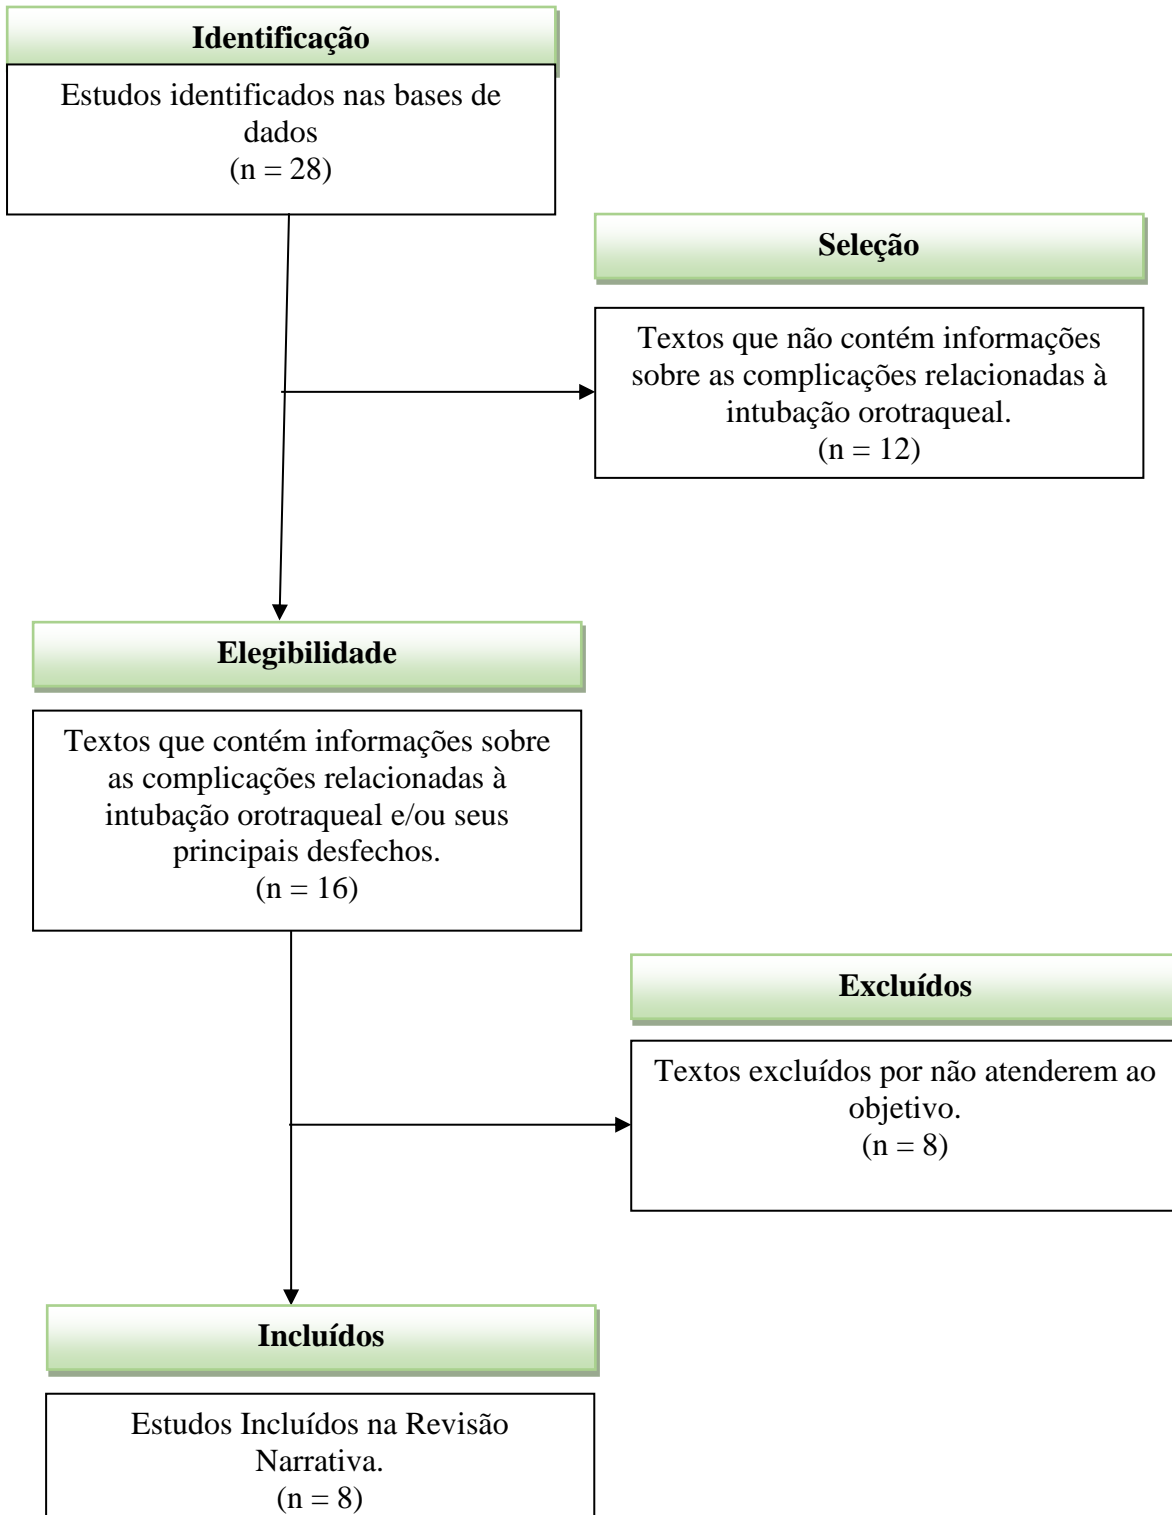 Identificação
Estudos identificados nas bases de
dados
(n = 28)
Seleção
Textos que não contém informações
sobre as complicações relacionadas à
intubação orotraqueal.
(n = 12)
Elegibilidade
Textos que contém informações sobre
as complicações relacionadas à
intubação orotraqueal e/ou seus
principais desfechos.
(n = 16)
Excluídos
Textos excluídos por não atenderem ao
objetivo.
(n = 8)
Incluídos
Estudos Incluídos na Revisão
Narrativa.
(n = 8)